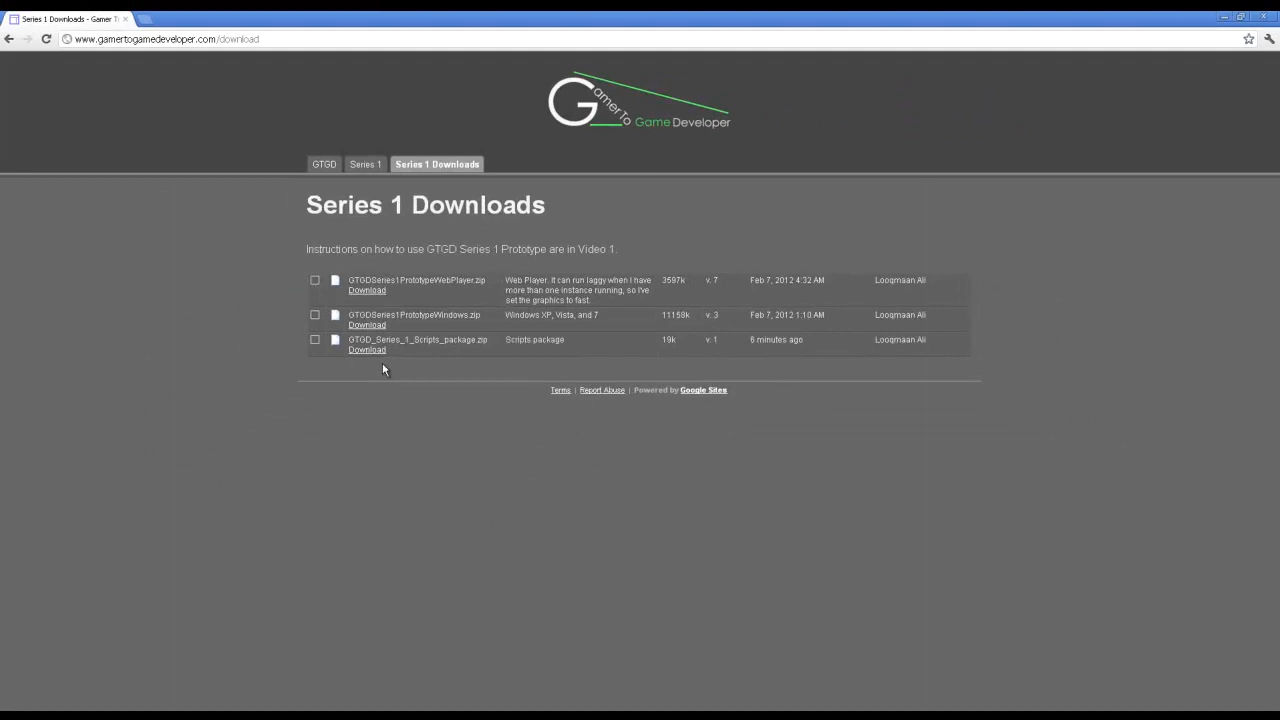 Series 1 Downloads - Gamer T
www.gamertogamedeveloper.com/download
GamerTo Game Developer
GTGD Series 1 Series 1 Downloads
Series 1 Downloads
Instructions on how to use GTGD Series 1 Prototype are in Video 1.
GTGDSeries1PrototypeWebPlayer.zip Web Player. It can run laggy when I have 3597k v. 7 Feb 7, 2012 4:32 AM Looqmaan Ali
Download more than one instance running, so I've
set the graphics to fast.
GTGDSeries1PrototypeWindows.zip Windows XP, Vista, and 7 11158k v. 3 Feb 7, 2012 1:10 AM Looqmaan Ali
Download
GTGD_Series_1_Scripts_package.zip Scripts package 19k v. 1 6 minutes ago Looqmaan Ali
Download
Terms | Report Abuse | Powered by Google Sites